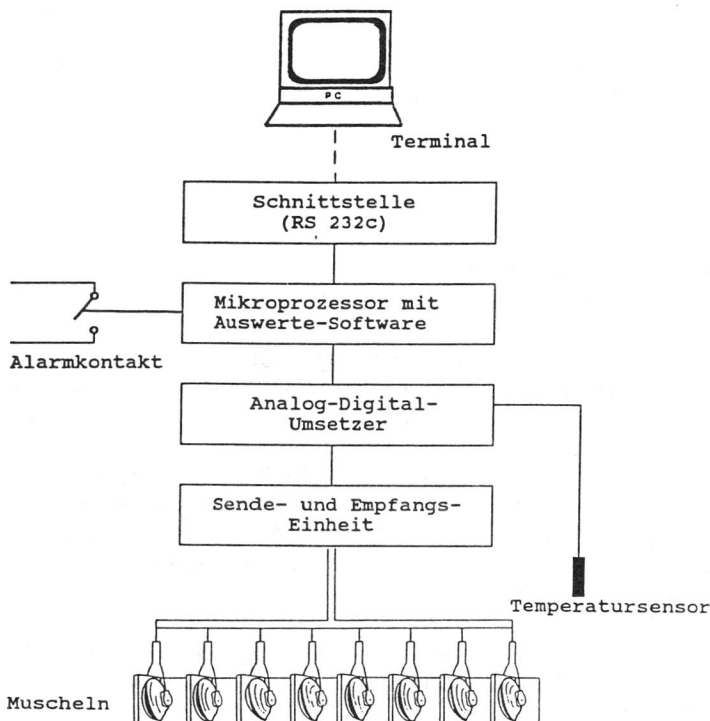 PC
Terminal
Schnittstelle
(RS 232c)
Mikroprozessor mit
Auswerte-Software
Alarmkontakt
Analog-Digital-
Umsetzer
Sende- und Empfangs-
Einheit
Temperatursensor
Muscheln